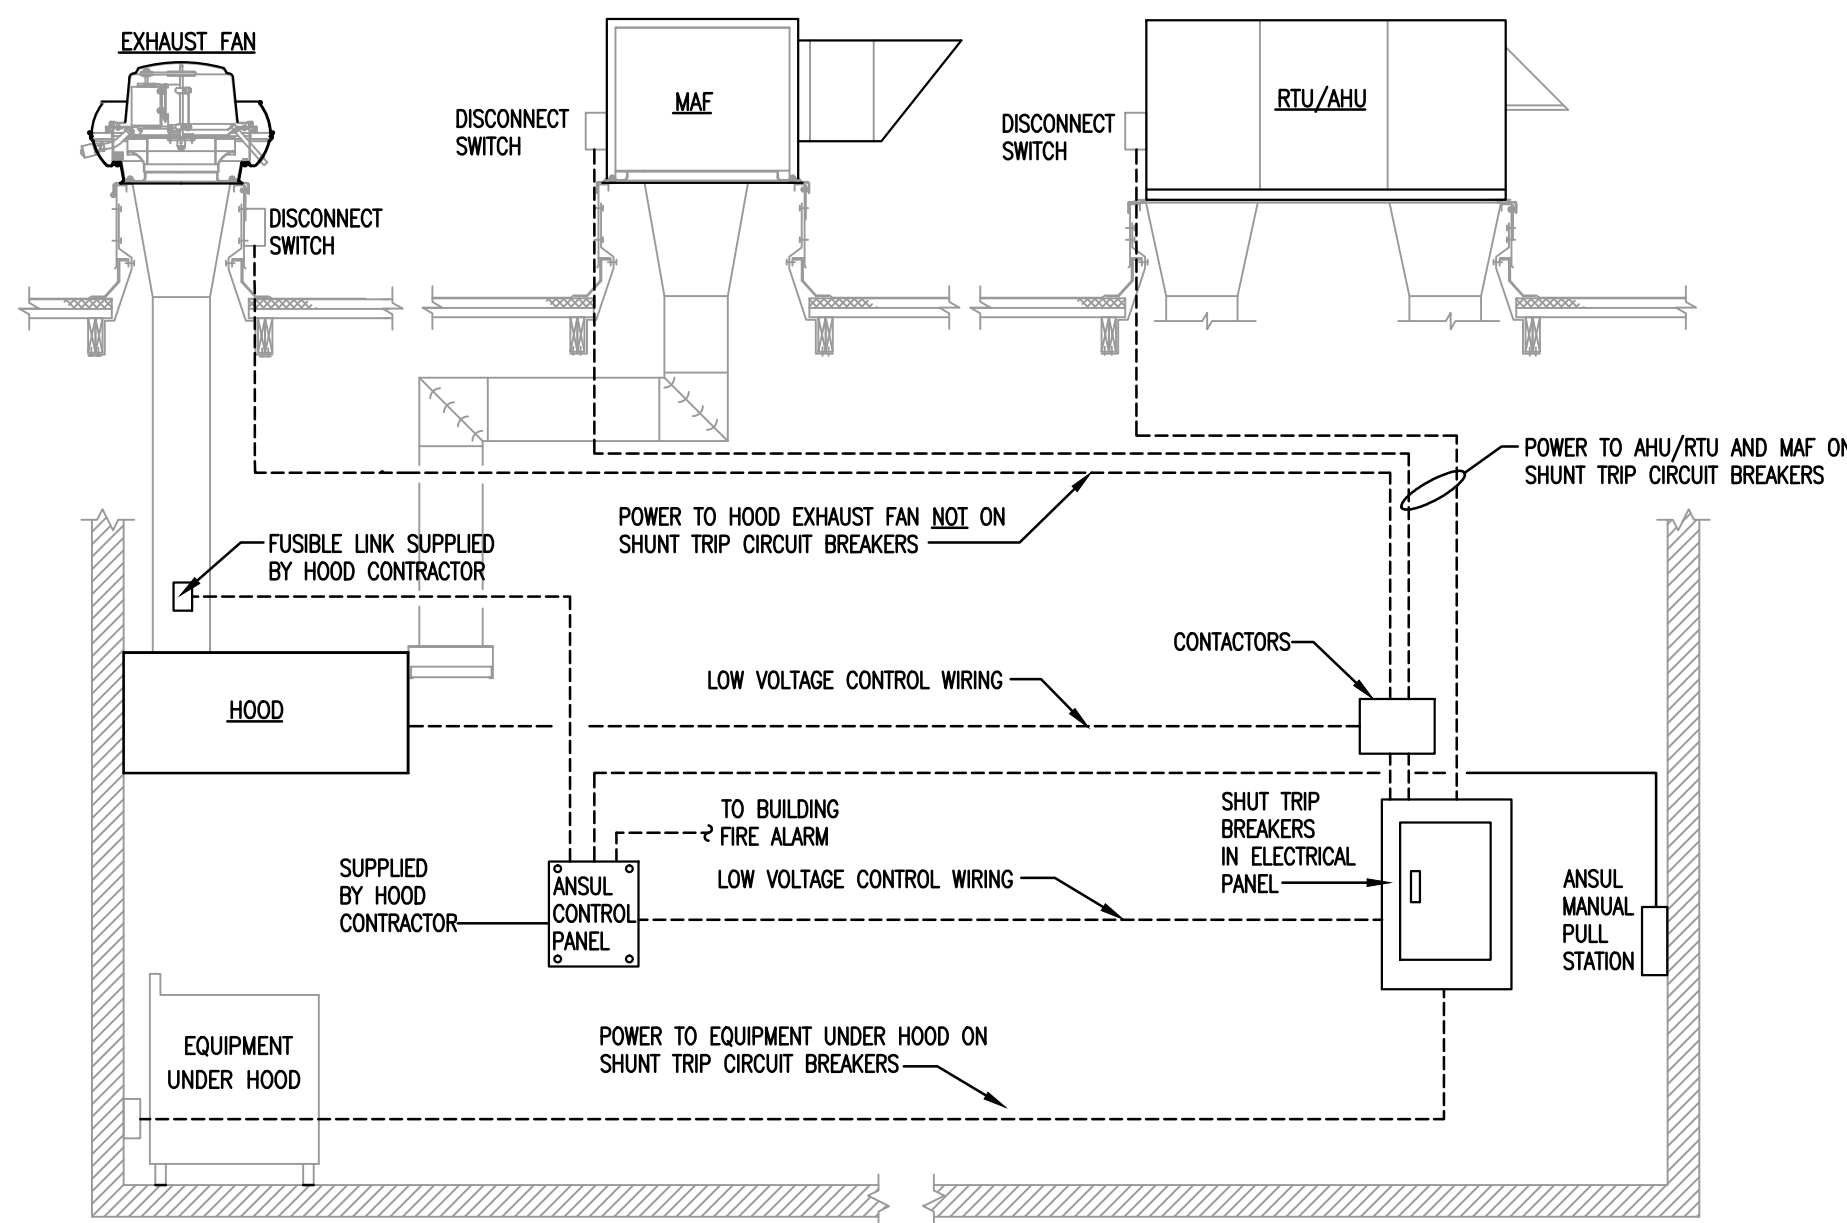 EXHAUST FAN
MAF
RTU/AHU
DISCONNECT
SWITCH
DISCONNECT
SWITCH
DISCONNECT
SWITCH
POWER TO AHU/RTU AND MAF ON
SHUNT TRIP CIRCUIT BREAKERS
POWER TO HOOD EXHAUST FAN NOT ON
SHUNT TRIP CIRCUIT BREAKERS
FUSIBLE LINK SUPPLIED
BY HOOD CONTRACTOR
CONTACTORS
LOW VOLTAGE CONTROL WIRING
HOOD
TO BUILDING
FIRE ALARM
SHUT TRIP
BREAKERS
IN ELECTRICAL
PANEL
SUPPLIED
BY HOOD
CONTRACTOR
ANSUL
CONTROL
PANEL
LOW VOLTAGE CONTROL WIRING
ANSUL
MANUAL
PULL
STATION
EQUIPMENT
UNDER HOOD
POWER TO EQUIPMENT UNDER HOOD ON
SHUNT TRIP CIRCUIT BREAKERS